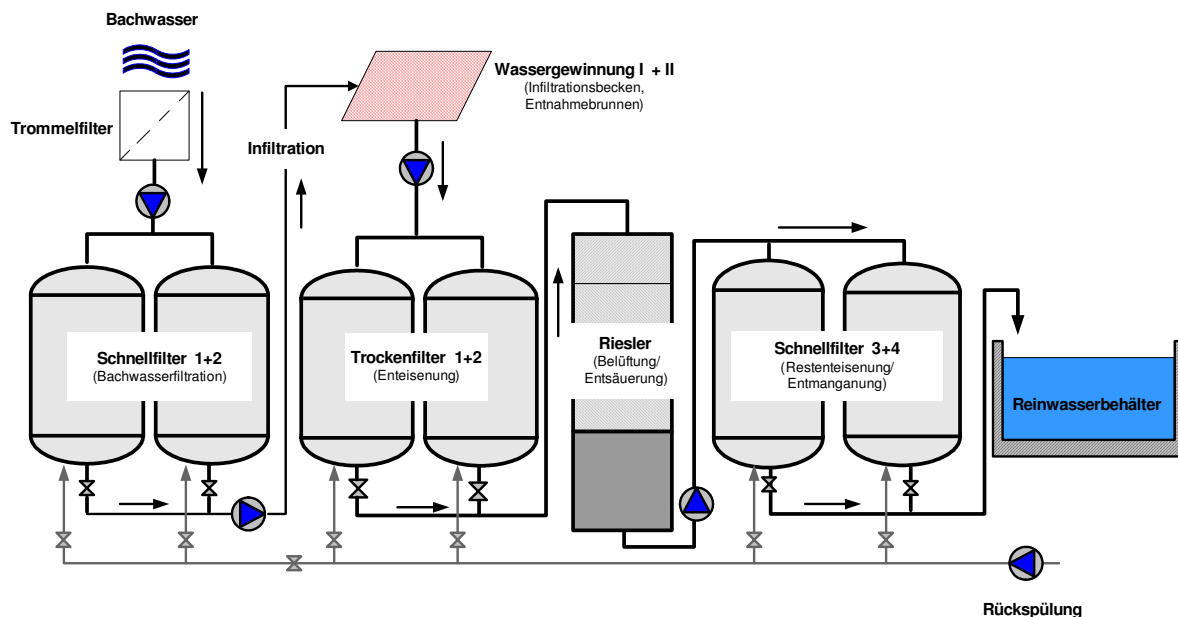 Bachwasser
Trommelfilter
Infiltration
Wassergewinnung I + II
(Infiltrationsbecken,
Entnahmebrunnen)
Schnellfilter 1+2
(Bachwasserfiltration)
Trockenfilter 1+2
(Enteisenung)
Riesler
(Belüftung/
Entsäuerung)
Schnellfilter 3+4
(Restenteisenung/
Entmanganung)
Reinwasserbehälter
Rückspülung